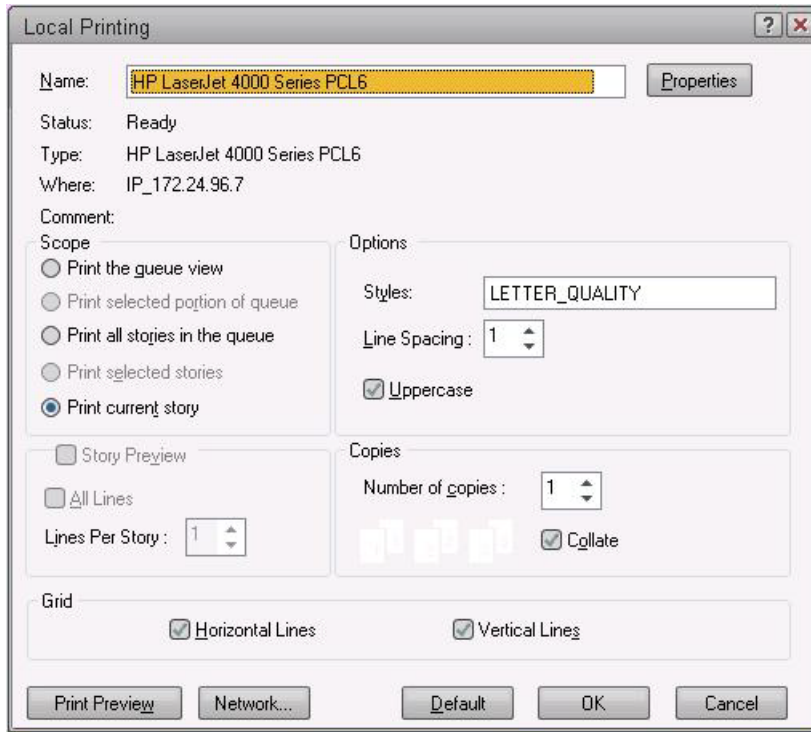 Local Printing
Name: HP LaserJet 4000 Series PCL6 Properties
Status: Ready
Type: HP LaserJet 4000 Series PCL6
Where: IP_172.24.96.7
Comment:
Scope
Print the queue view
Print selected portion of queue
Print all stories in the queue
Print selected stories
Print current story
Options
Styles: LETTER_QUALITY
Line Spacing : 1
Uppercase
Story Preview
All Lines
Lines Per Story : 1
Copies
Number of copies : 1
Collate
Grid
Horizontal Lines Vertical Lines
Print Preview Network... Default OK Cancel